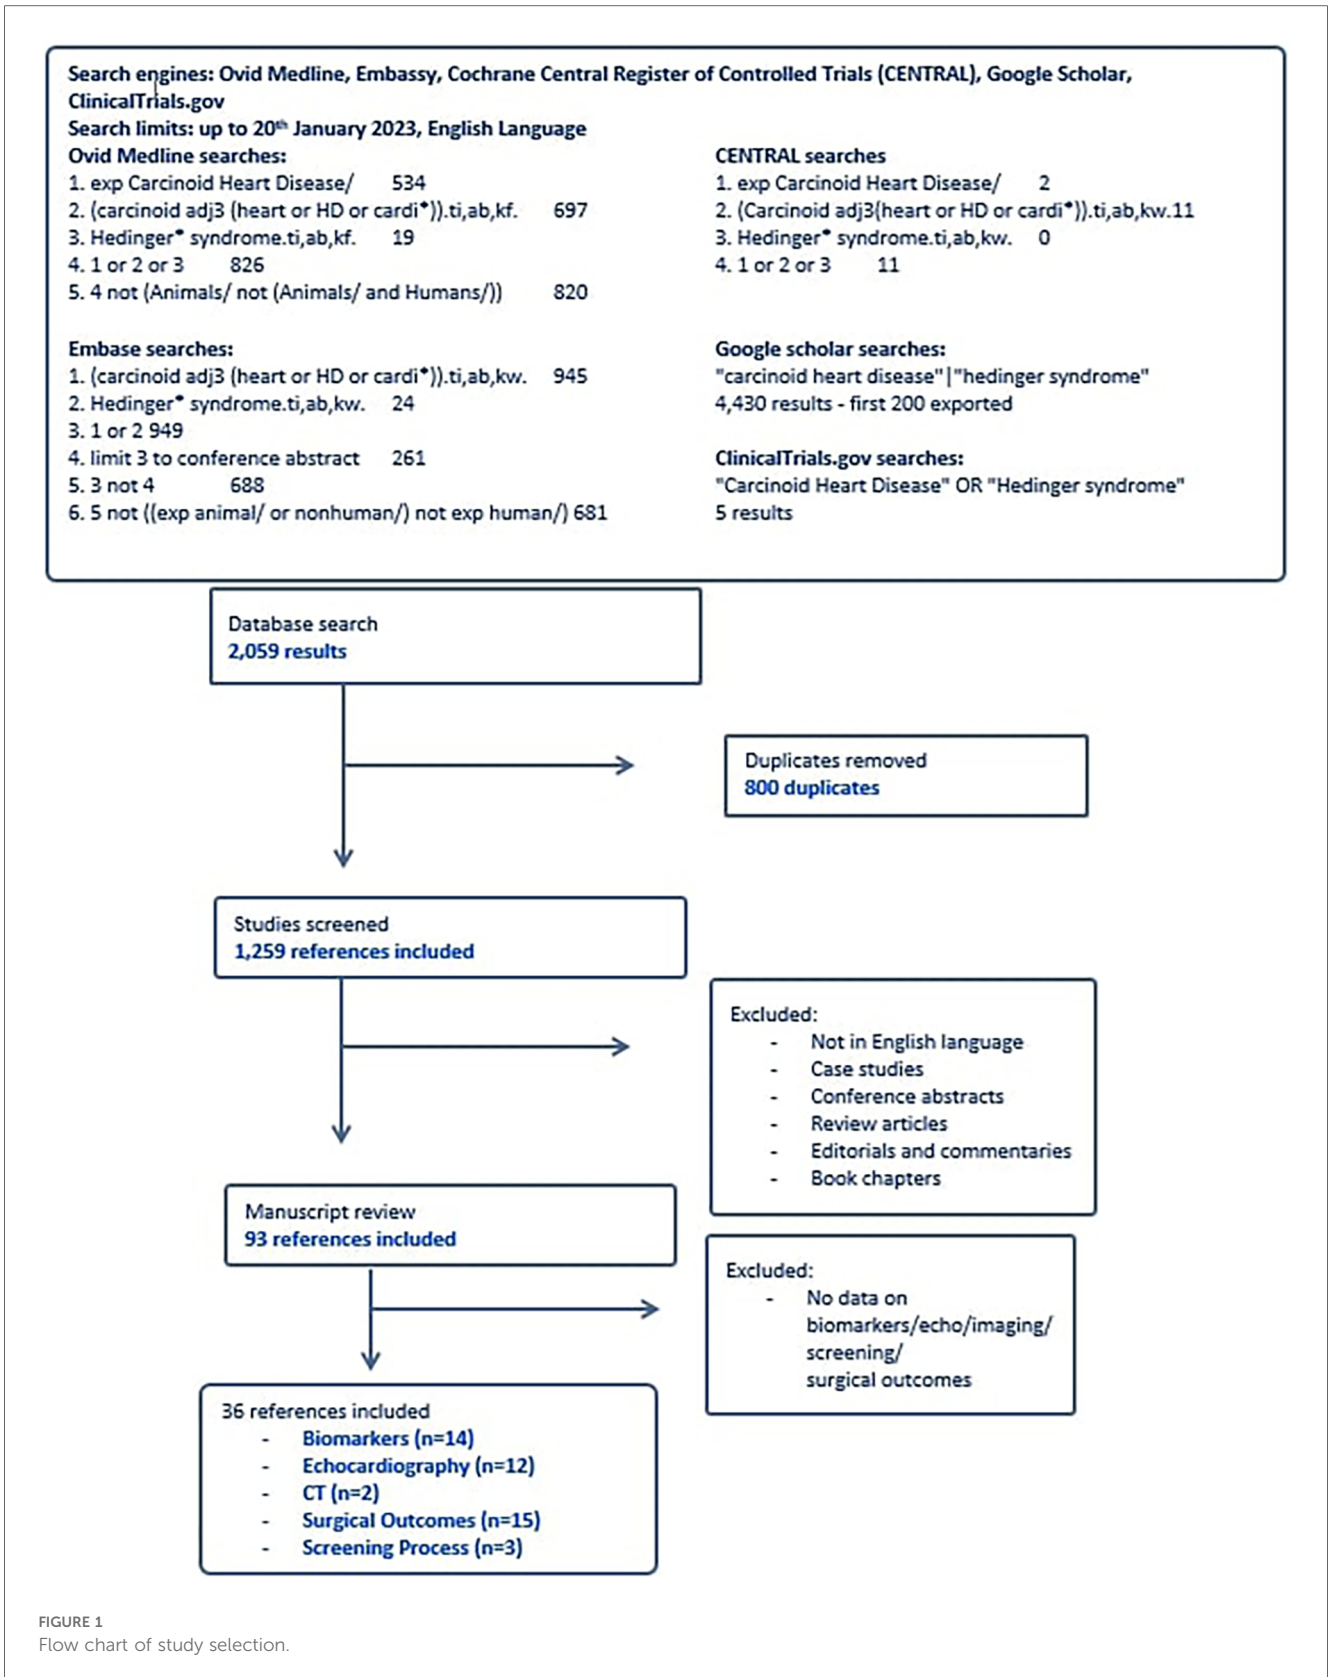 Search engines: Ovid Medline, Embassy, Cochrane Central Register of Controlled Trials (CENTRAL), Google Scholar,
ClinicalTrials.gov
Search limits: up to 20th January 2023, English Language
Ovid Medline searches:
1. exp Carcinoid Heart Disease/ 534
2. (carcinoid adj3 (heart or HD or cardi*)).ti,ab,kf. 697
3. Hedinger* syndrome.ti,ab,kf. 19
4. 1 or 2 or 3 826
5. 4 not (Animals/ not (Animals/ and Humans/)) 820
CENTRAL searches
1. exp Carcinoid Heart Disease/ 2
2. (Carcinoid adj3(heart or HD or cardi*)).ti,ab,kw.11
3. Hedinger* syndrome.ti,ab,kw. 0
4. 1 or 2 or 3 11
Embase searches:
1. (carcinoid adj3 (heart or HD or cardi*)).ti,ab,kw. 945
2. Hedinger* syndrome.ti,ab,kw. 24
3. 1 or 2 949
4. limit 3 to conference abstract 261
5. 3 not 4 688
6. 5 not ((exp animal/ or nonhuman/) not exp human/) 681
Google scholar searches:
"carcinoid heart disease"|"hedinger syndrome"
4,430 results - first 200 exported
ClinicalTrials.gov searches:
"Carcinoid Heart Disease" OR "Hedinger syndrome"
5 results
Database search
2,059 results
Duplicates removed
800 duplicates
Studies screened
1,259 references included
Excluded:
- Not in English language
- Case studies
- Conference abstracts
- Review articles
- Editorials and commentaries
- Book chapters
Manuscript review
93 references included
Excluded:
- No data on
biomarkers/echo/imaging/
screening/
surgical outcomes
36 references included
- Biomarkers (n=14)
- Echocardiography (n=12)
- CT (n=2)
- Surgical Outcomes (n=15)
- Screening Process (n=3)
FIGURE 1
Flow chart of study selection.